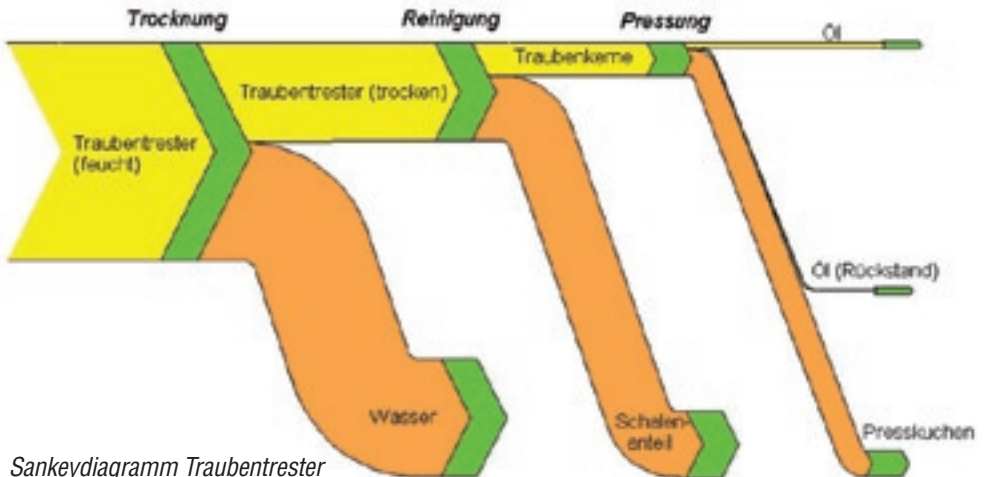 Trocknung
Reinigung
Pressung
Öl
Traubenkerne
Traubentrester (trocken)
Traubentrester
(feucht)
Öl (Rückstand)
Wasser
Schalen-
anteil
Presskuchen
Sankeydiagramm Traubentrester